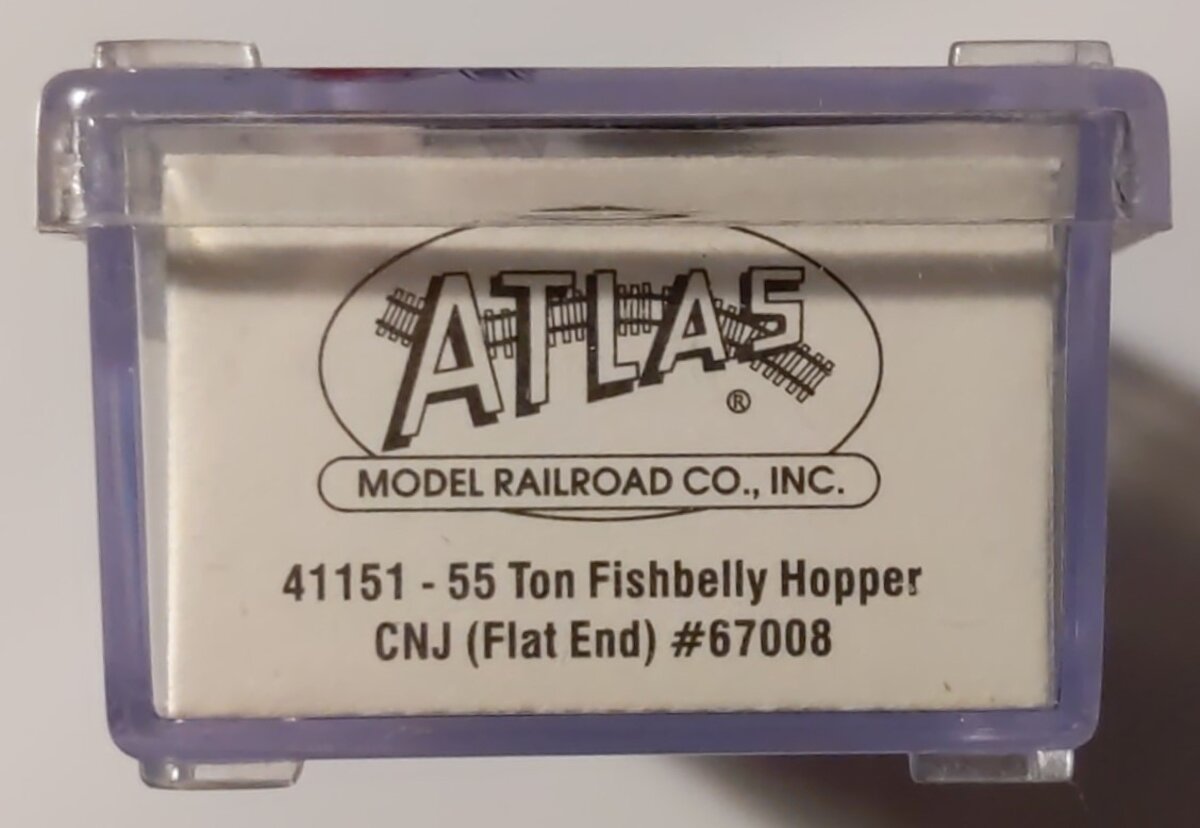 ATLAS ®
MODEL RAILROAD CO., INC.
41151 - 55 Ton Fishbelly Hopper
CNJ (Flat End) #67008